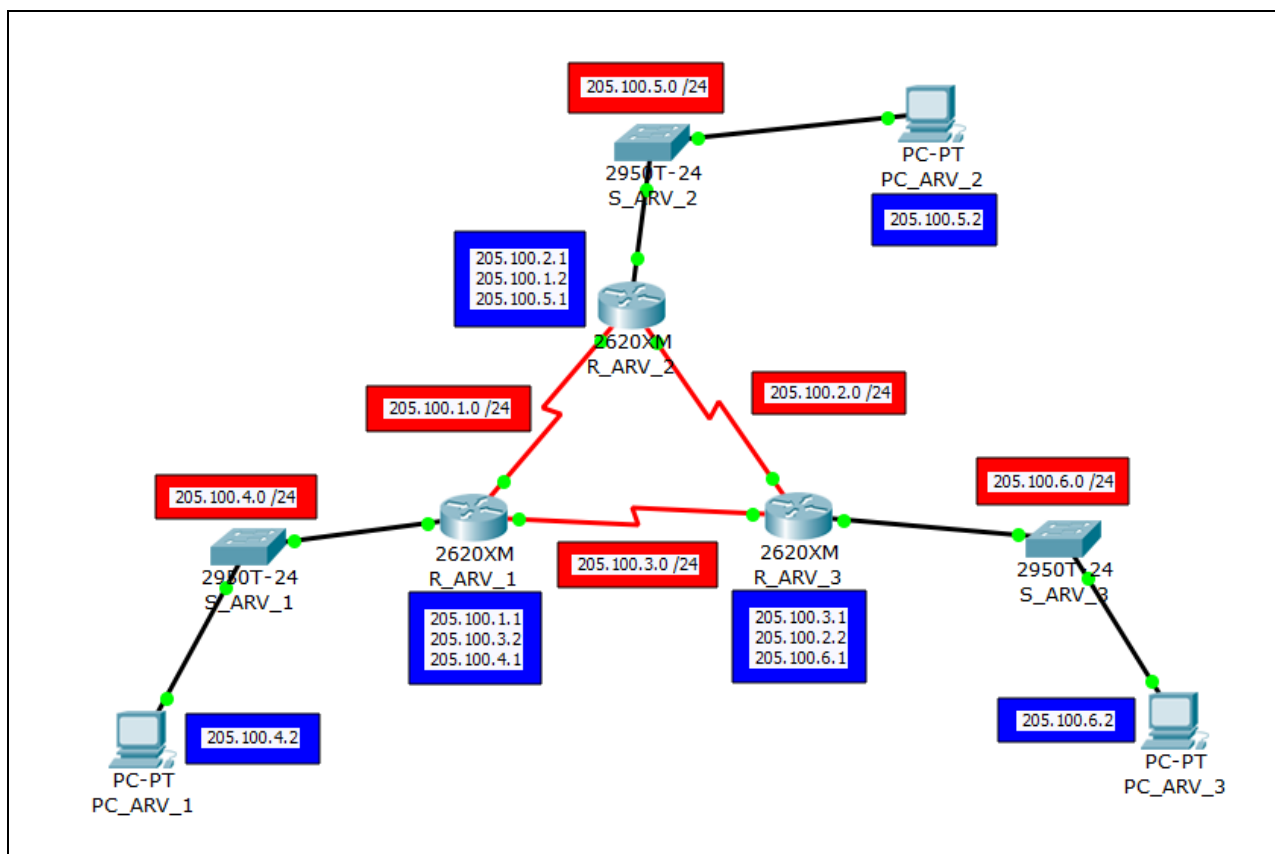 205.100.5.0 /24
PC-PT
PC_ARV_2
205.100.5.2
2950T-24
S_ARV_2
205.100.2.1
205.100.1.2
205.100.5.1
2620XM
R_ARV_2
205.100.1.0 /24
205.100.2.0 /24
205.100.4.0 /24
205.100.6.0 /24
2950T-24
S_ARV_1
2620XM
R_ARV_1
205.100.3.0 /24
2620XM
R_ARV_3
2950T-24
S_ARV_3
205.100.1.1
205.100.3.2
205.100.4.1
205.100.3.1
205.100.2.2
205.100.6.1
205.100.4.2
PC-PT
PC_ARV_1
205.100.6.2
PC-PT
PC_ARV_3